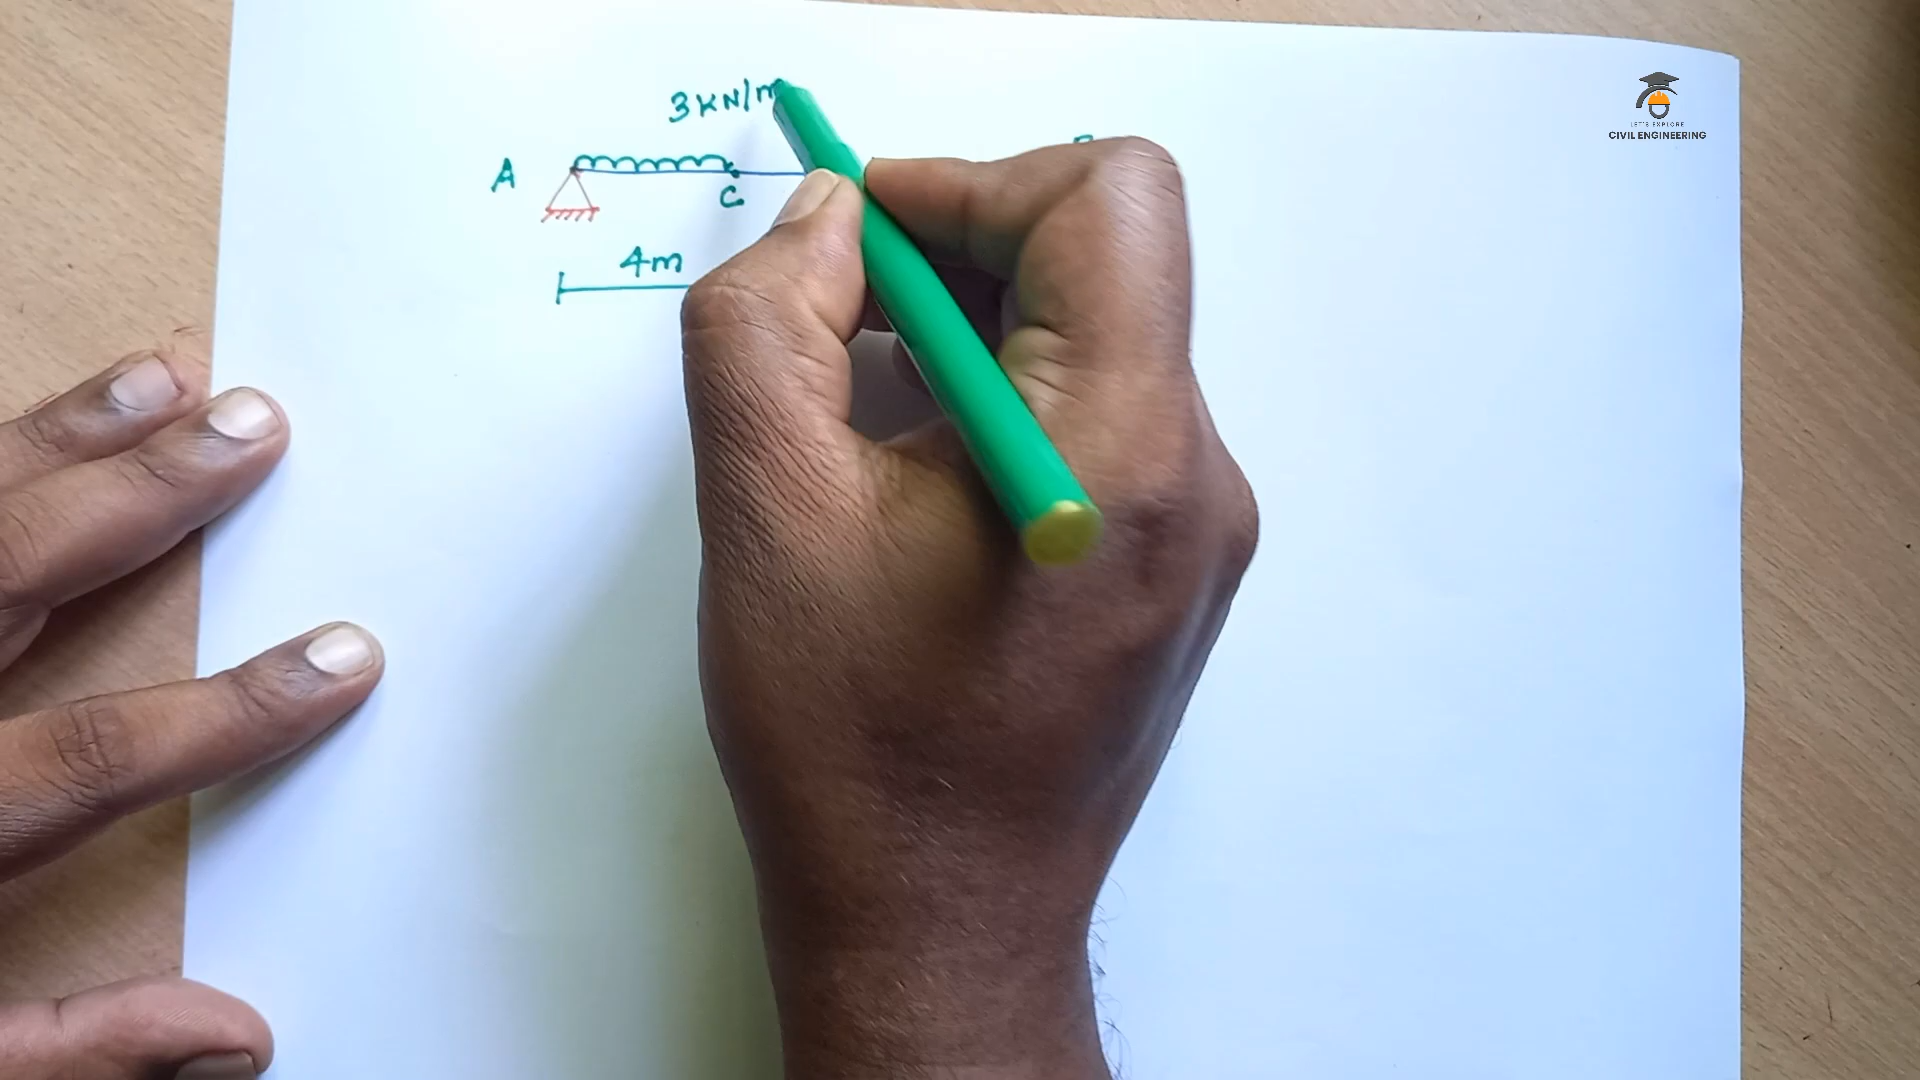 3KN/m
A
C
4m
LET'S EXPLORE
CIVIL ENGINEERING